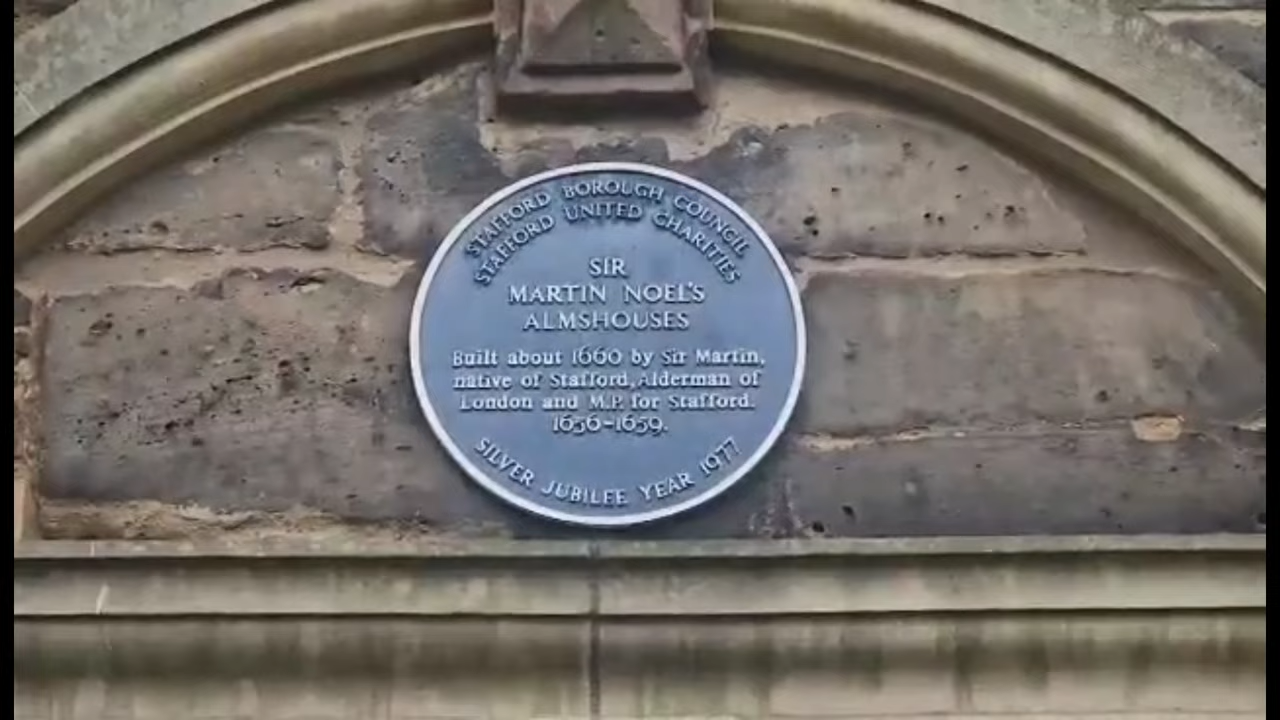 STAFFORD BOROUGH COUNCIL
STAFFORD UNITED CHARITIES
SIR
MARTIN NOEL'S
ALMSHOUSES
Built about 1660 by Sir Martin,
native of Stafford, Alderman of
London and M.P. for Stafford.
1656-1659.
SILVER JUBILEE YEAR 1977